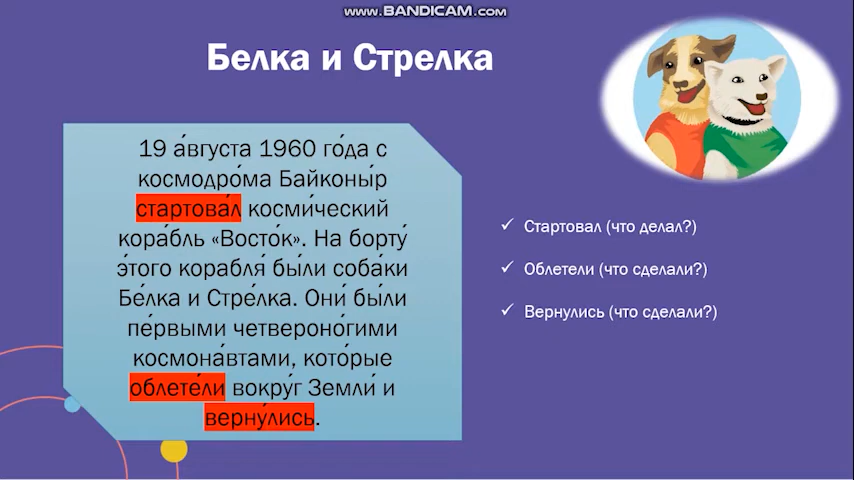 www.BANDICAM.com
Белка и Стрелка
19 а́вгуста 1960 го́да с
космодро́ма Байконы́р
стартова́л косми́ческий
кора́бль «Восто́к». На борту́
э́того корабля́ бы́ли соба́ки
Бе́лка и Стре́лка. Они́ бы́ли
пе́рвыми четвероно́гими
космона́втами, кото́рые
облете́ли вокру́г Земли́ и
верну́лись.
✓ Стартовал (что делал?)
✓ Облетели (что сделали?)
✓ Вернулись (что сделали?)